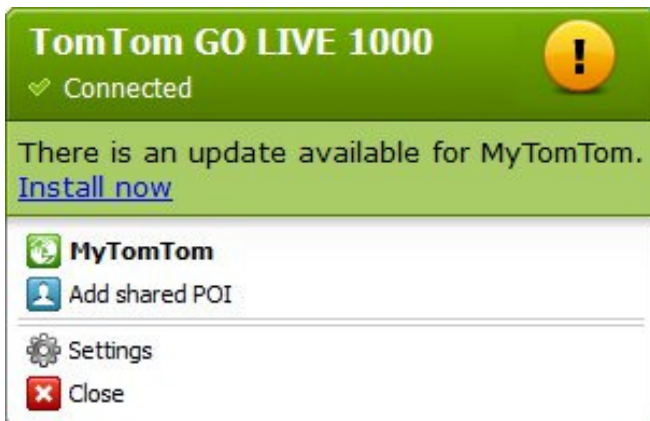 TomTom GO LIVE 1000
Connected
There is an update available for MyTomTom.
Install now
MyTomTom
Add shared POI
Settings
Close